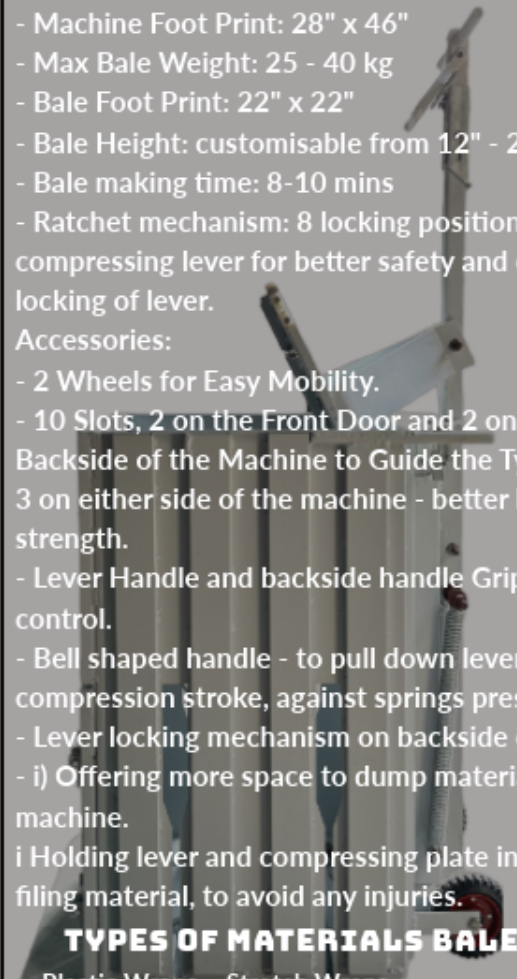 - Machine Foot Print: 28" x 46"
- Max Bale Weight: 25 - 40 kg
- Bale Foot Print: 22" x 22"
- Bale Height: customisable from 12" - 2
- Bale making time: 8-10 mins
- Ratchet mechanism: 8 locking position
compressing lever for better safety and
locking of lever.
Accessories:
- 2 Wheels for Easy Mobility.
- 10 Slots, 2 on the Front Door and 2 on
Backside of the Machine to Guide the Tw
3 on either side of the machine - better
strength.
- Lever Handle and backside handle Grip
control.
- Bell shaped handle - to pull down lever
compression stroke, against springs pres
- Lever locking mechanism on backside
- i) Offering more space to dump materi
machine.
i Holding lever and compressing plate in
filing material, to avoid any injuries.
TYPES OF MATERIALS BALE